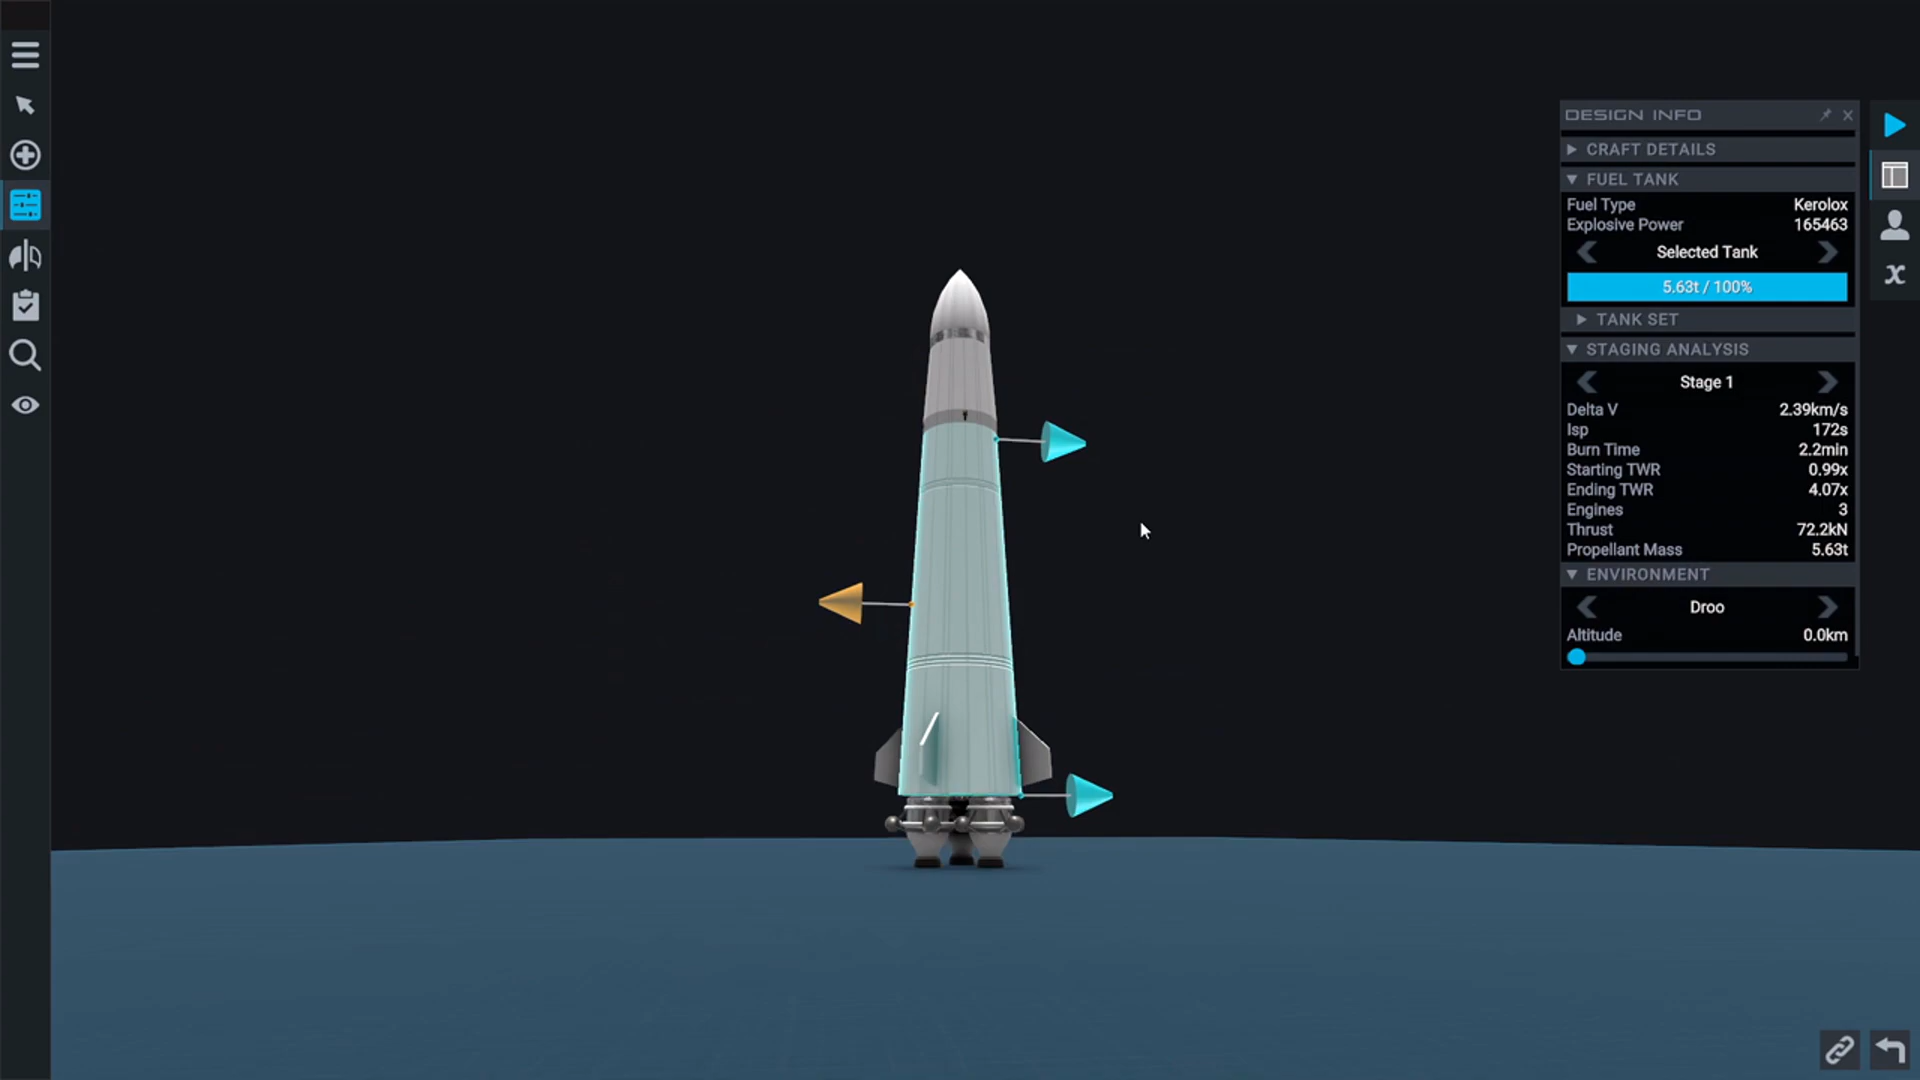 DESIGN INFO
CRAFT DETAILS
FUEL TANK
Fuel Type Kerolox
Explosive Power 165463
Selected Tank
5.63t / 100%
TANK SET
STAGING ANALYSIS
Stage 1
Delta V 2.39km/s
Isp 172s
Burn Time 2.2min
Starting TWR 0.99x
Ending TWR 4.07x
Engines 3
Thrust 72.2kN
Propellant Mass 5.63t
ENVIRONMENT
Droo
Altitude 0.0km